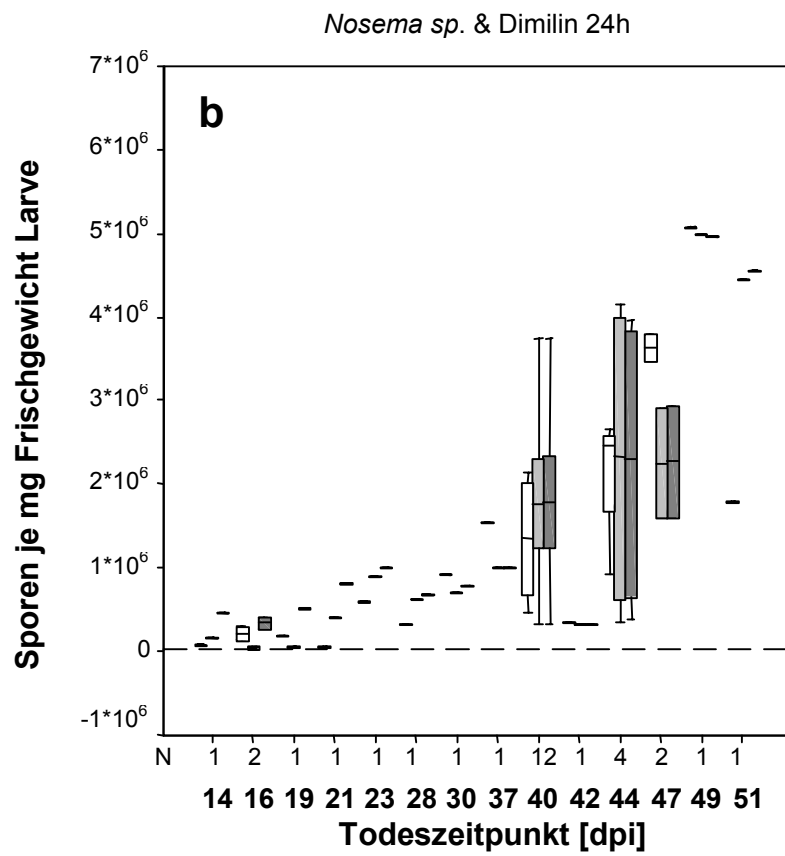 Nosema sp. & Dimilin 24h
b
Sporen je mg Frischgewicht Larve
7*10⁶
6*10⁶
5*10⁶
4*10⁶
3*10⁶
2*10⁶
1*10⁶
0
-1*10⁶
N 1 2 1 1 1 1 1 1 12 1 4 2 1 1
14 16 19 21 23 28 30 37 40 42 44 47 49 51
Todeszeitpunkt [dpi]